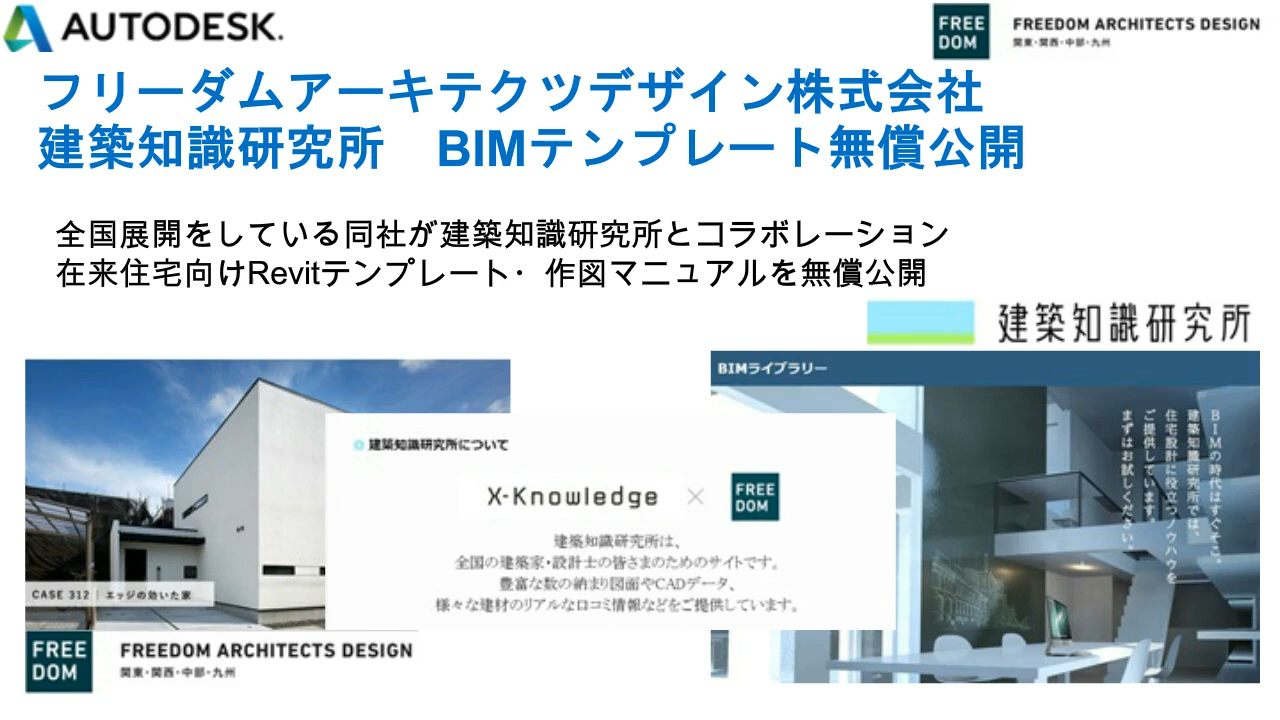 AUTODESK.
FREE
DOM
FREEDOM ARCHITECTS DESIGN
関東・関西・中部・九州
フリーダムアーキテクツデザイン株式会社
建築知識研究所　BIMテンプレート無償公開
全国展開をしている同社が建築知識研究所とコラボレーション
在来住宅向けRevitテンプレート・作図マニュアルを無償公開
建築知識研究所
BIMライブラリー
BIMの時代はすぐそこ。
建築知識研究所では、
住宅設計に役立つノウハウを
ご提供しています。
まずはお試しください。
建築知識研究所について
X-Knowledge × FREE
DOM
建築知識研究所は、
全国の建築家・設計士の皆さまのためのサイトです。
豊富な数の納まり図面やCADデータ、
様々な建材のリアルな口コミ情報などをご提供しています。
CASE 312 | エッジの効いた家
FREE
DOM
FREEDOM ARCHITECTS DESIGN
関東・関西・中部・九州